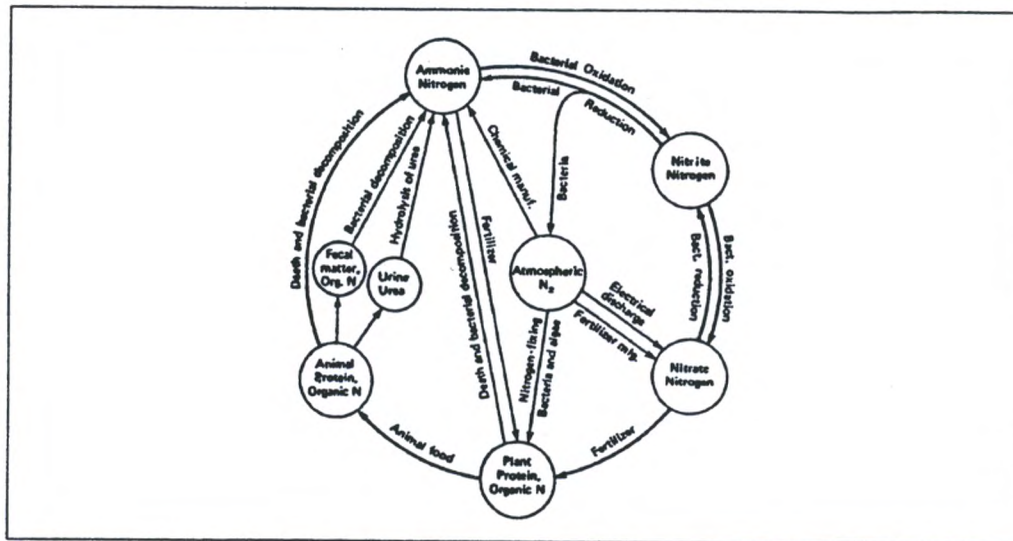 Ammonia
Nitrogen
Bacterial Oxidation
Bacterial
Reduction
Nitrite
Nitrogen
Death and bacterial decomposition
Bacterial decomposition
Hydrolysis of urea
Chemical manuf.
Bacteria
Fertilizer
Death and bacterial decomposition
Fecal
matter,
Org. N
Urine
Urea
Atmospheric
N₂
Bact. reduction
Bact. oxidation
Electrical
discharge
Fertilizer mfg.
Nitrogen-fixing
Bacteria and algae
Animal
Protein,
Organic N
Nitrate
Nitrogen
Animal food
Plant
Protein,
Organic N
Fertilizer